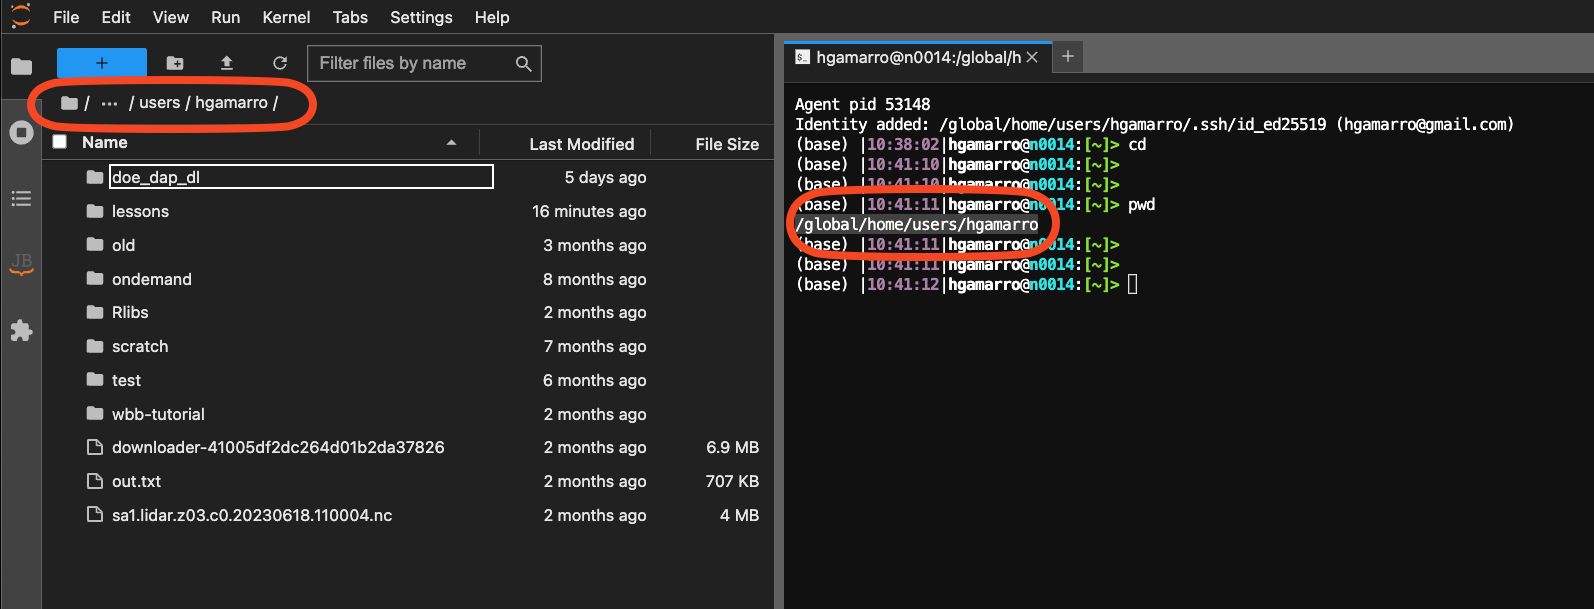 File Edit View Run Kernel Tabs Settings Help
+
Filter files by name
/ ··· / users / hgamarro /
Name Last Modified File Size
doe_dap_dl 5 days ago
lessons 16 minutes ago
old 3 months ago
ondemand 8 months ago
Rlibs 2 months ago
scratch 7 months ago
test 6 months ago
wbb-tutorial 2 months ago
downloader-41005df2dc264d01b2da37826 2 months ago 6.9 MB
out.txt 2 months ago 707 KB
sa1.lidar.z03.c0.20230618.110004.nc 2 months ago 4 MB
JB
$_ hgamarro@n0014:/global/h × +
Agent pid 53148
Identity added: /global/home/users/hgamarro/.ssh/id_ed25519 (hgamarro@gmail.com)
(base) |10:38:02|hgamarro@n0014:[~]> cd
(base) |10:41:10|hgamarro@n0014:[~]>
(base) |10:41:10|hgamarro@n0014:[~]>
(base) |10:41:11|hgamarro@n0014:[~]> pwd
/global/home/users/hgamarro
(base) |10:41:11|hgamarro@n0014:[~]>
(base) |10:41:11|hgamarro@n0014:[~]>
(base) |10:41:12|hgamarro@n0014:[~]>